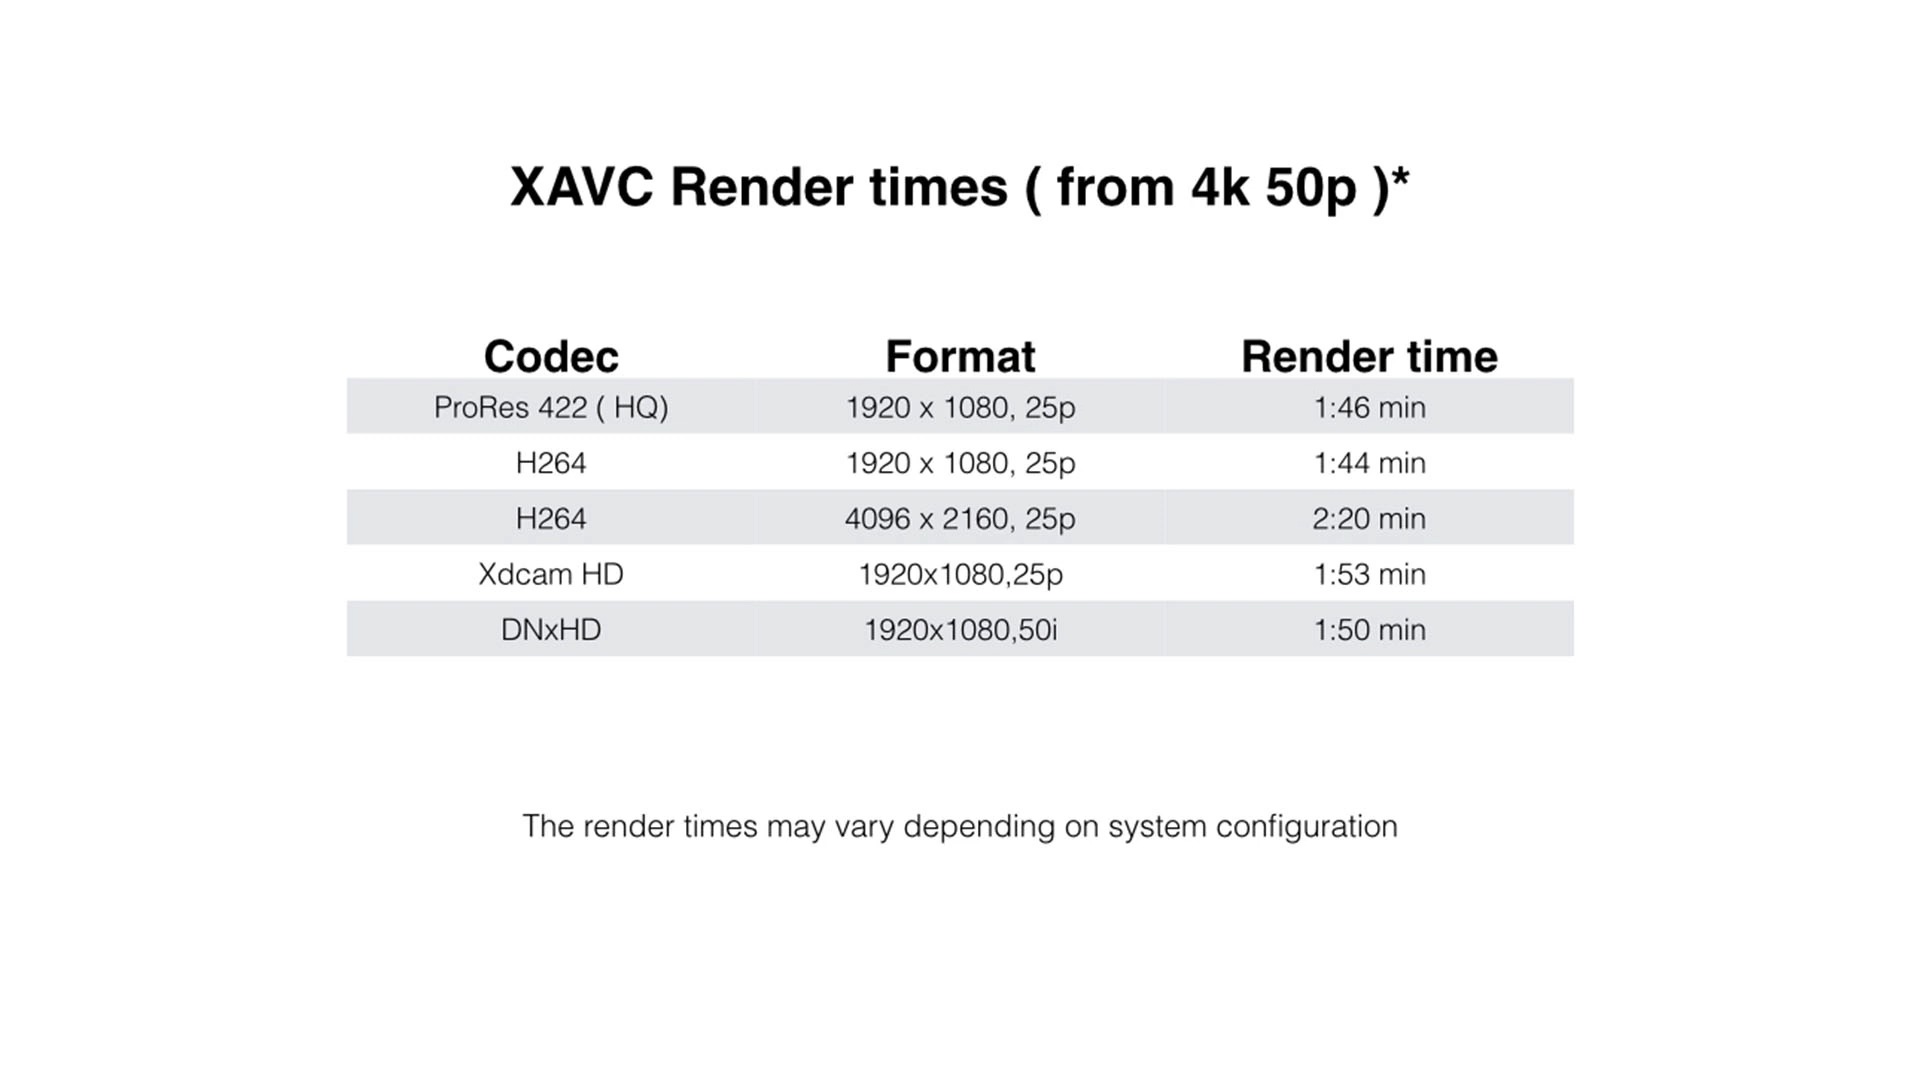 XAVC Render times ( from 4k 50p )*
Codec Format Render time
ProRes 422 ( HQ) 1920 x 1080, 25p 1:46 min
H264 1920 x 1080, 25p 1:44 min
H264 4096 x 2160, 25p 2:20 min
Xdcam HD 1920x1080,25p 1:53 min
DNxHD 1920x1080,50i 1:50 min
The render times may vary depending on system configuration